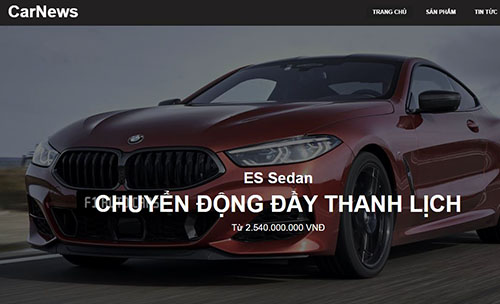 CarNews
TRANG CHỦ SẢN PHẨM TIN TỨC
ES Sedan
CHUYỂN ĐỘNG ĐẦY THANH LỊCH
Từ 2.540.000.000 VNĐ